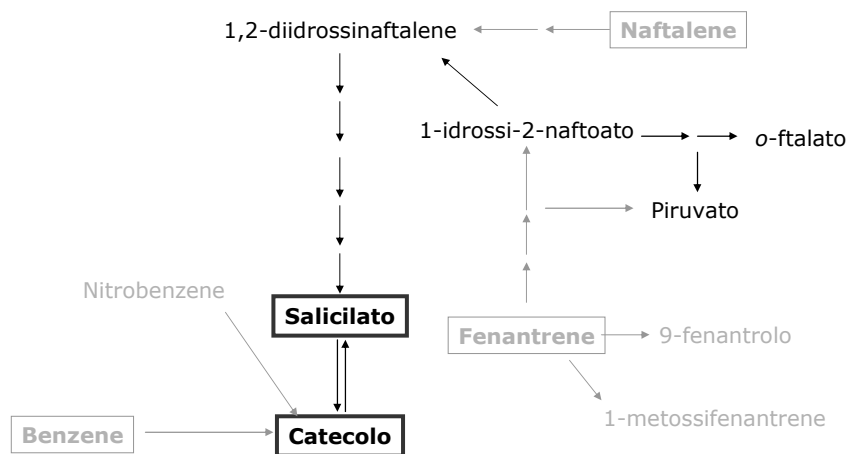 1,2-diidrossinaftalene
Naftalene
1-idrossi-2-naftoato
o-ftalato
Piruvato
Nitrobenzene
Salicilato
Fenantrene
9-fenantrolo
1-metossifenantrene
Benzene
Catecolo